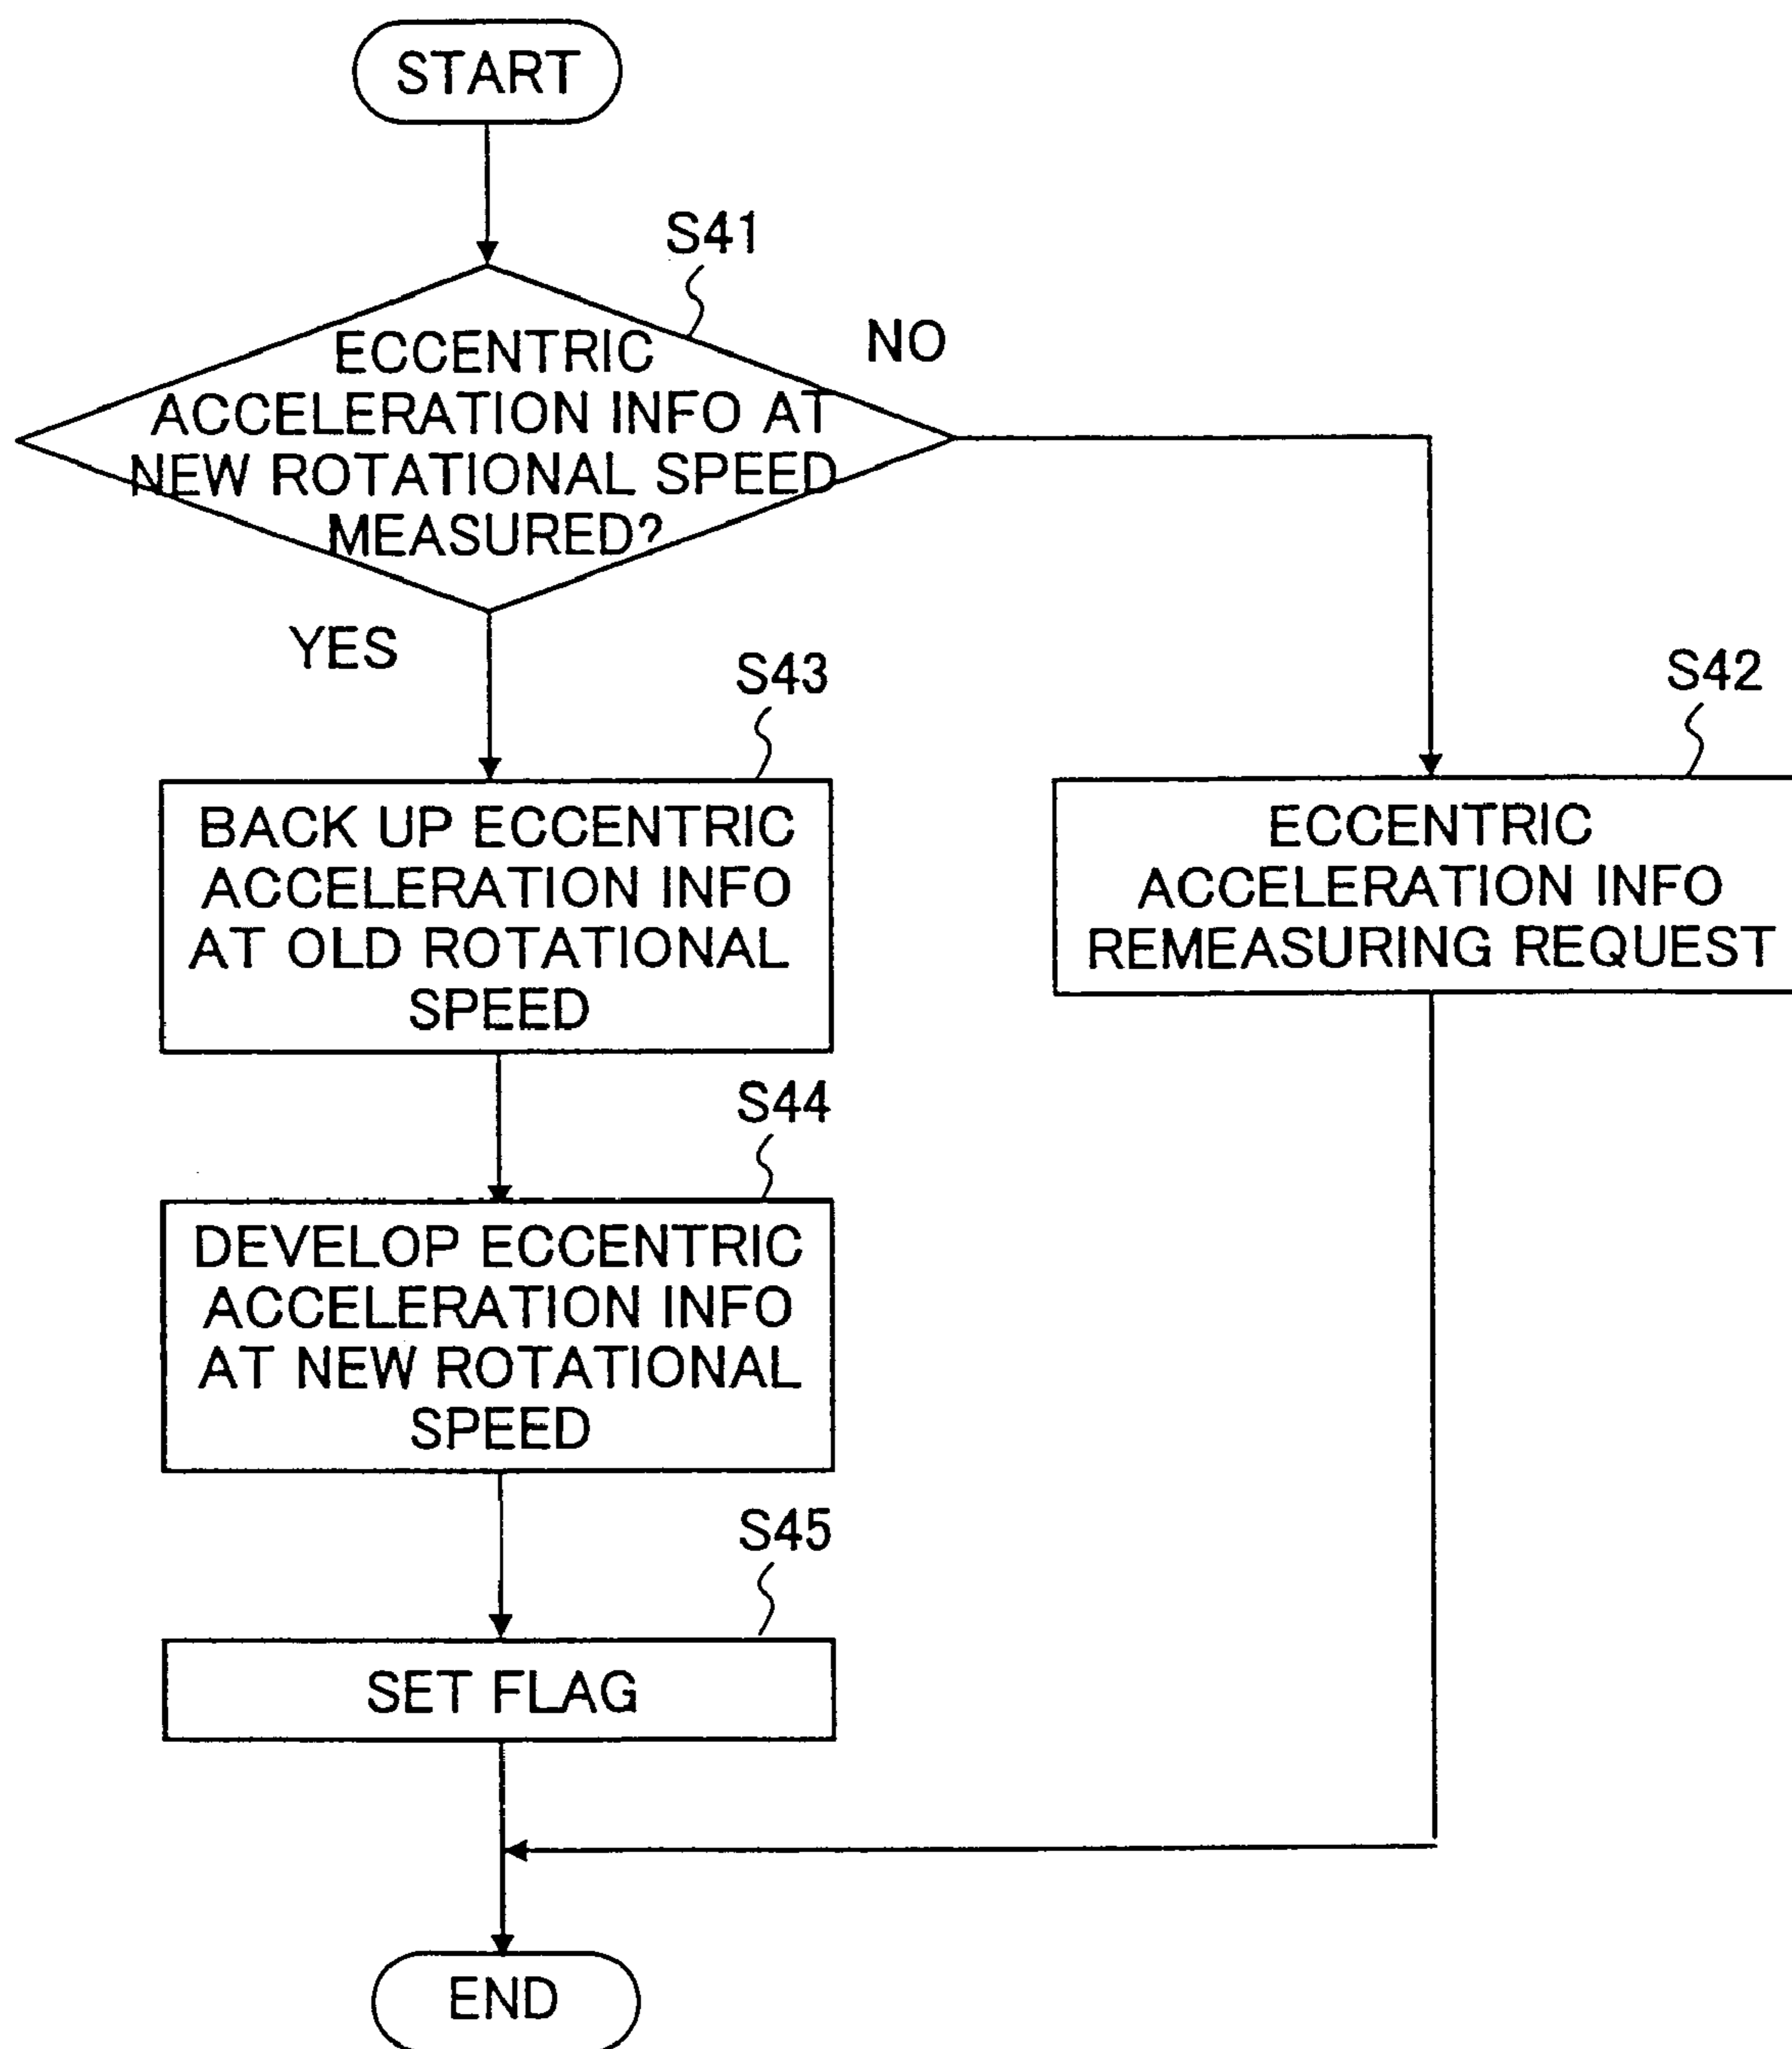 START
S41
ECCENTRIC
ACCELERATION INFO AT
NEW ROTATIONAL SPEED
MEASURED?
NO
YES
S43
BACK UP ECCENTRIC
ACCELERATION INFO
AT OLD ROTATIONAL
SPEED
S42
ECCENTRIC
ACCELERATION INFO
REMEASURING REQUEST
S44
DEVELOP ECCENTRIC
ACCELERATION INFO
AT NEW ROTATIONAL
SPEED
S45
SET FLAG
END